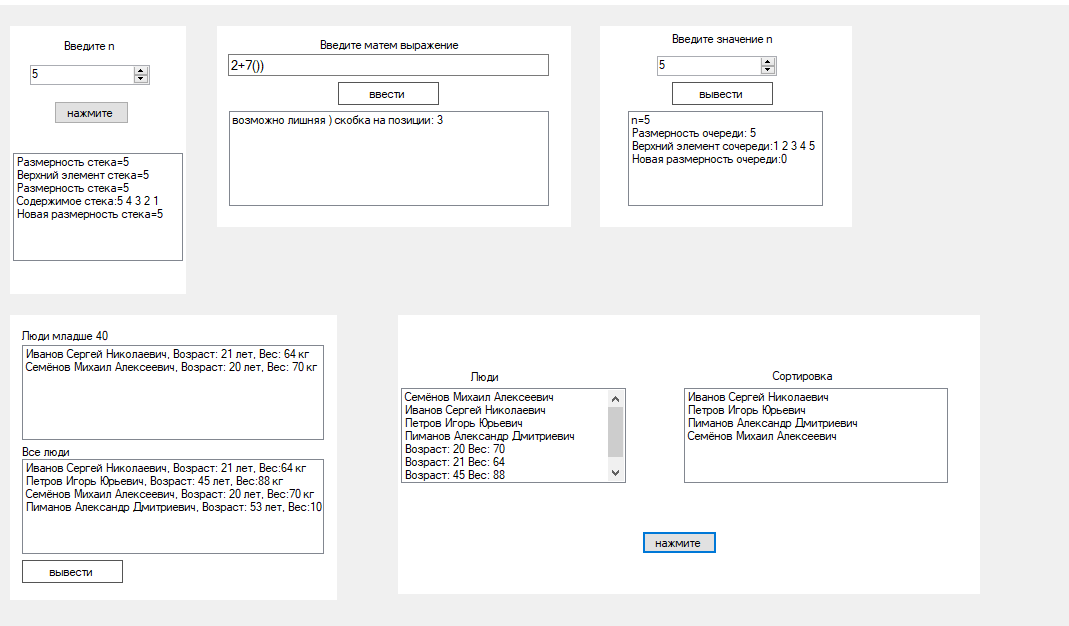 Введите n
5
нажмите
Размерность стека=5
Верхний элемент стека=5
Размерность стека=5
Содержимое стека:5 4 3 2 1
Новая размерность стека=5
Введите матем выражение
2+7())
ввести
возможно лишняя ) скобка на позиции: 3
Введите значение n
5
вывести
n=5
Размерность очереди: 5
Верхний элемент сочереди:1 2 3 4 5
Новая размерность очереди:0
Люди младше 40
Иванов Сергей Николаевич, Возраст: 21 лет, Вес: 64 кг
Семёнов Михаил Алексеевич, Возраст: 20 лет, Вес: 70 кг
Все люди
Иванов Сергей Николаевич, Возраст: 21 лет, Вес:64 кг
Петров Игорь Юрьевич, Возраст: 45 лет, Вес:88 кг
Семёнов Михаил Алексеевич, Возраст: 20 лет, Вес:70 кг
Пиманов Александр Дмитриевич, Возраст: 53 лет, Вес:10
вывести
Люди
Семёнов Михаил Алексеевич
Иванов Сергей Николаевич
Петров Игорь Юрьевич
Пиманов Александр Дмитриевич
Возраст: 20 Вес: 70
Возраст: 21 Вес: 64
Возраст: 45 Вес: 88
Сортировка
Иванов Сергей Николаевич
Петров Игорь Юрьевич
Пиманов Александр Дмитриевич
Семёнов Михаил Алексеевич
нажмите